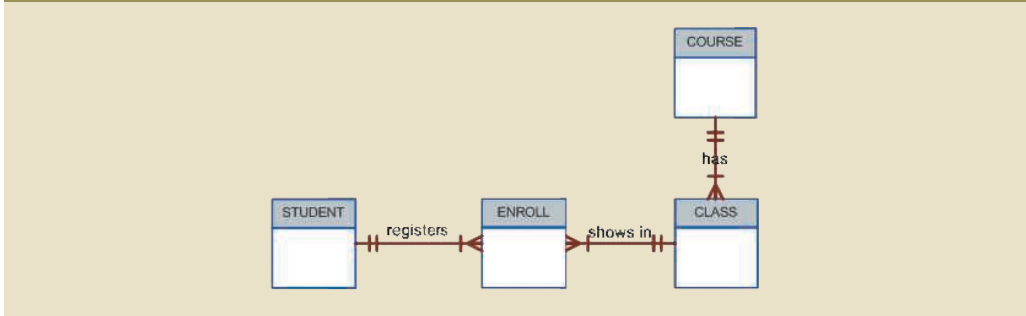 COURSE
has
STUDENT
registers
ENROLL
shows in
CLASS